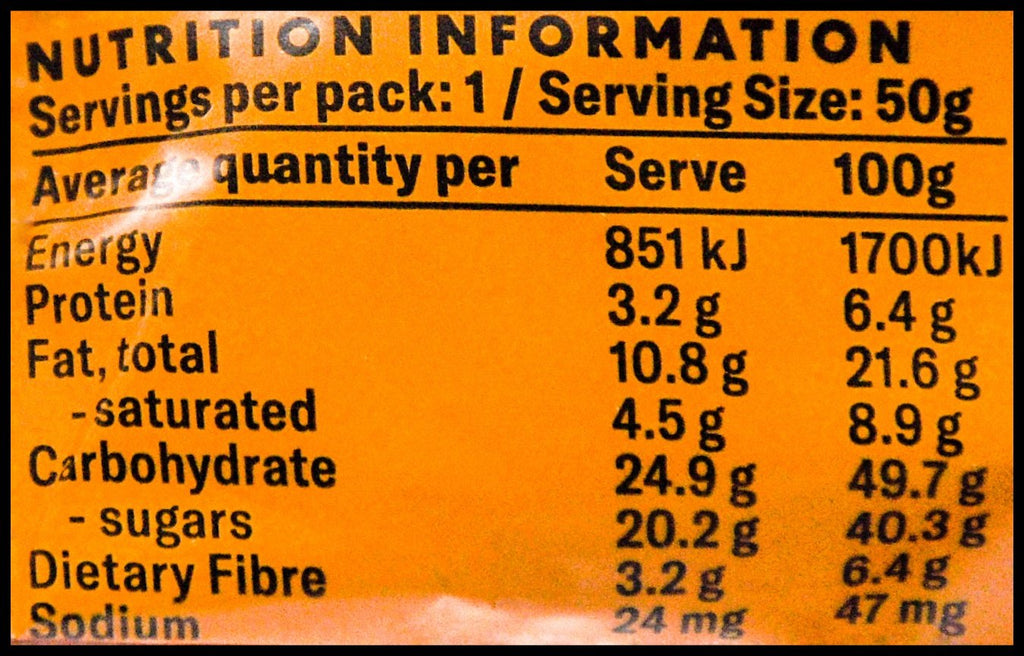 NUTRITION INFORMATION
Servings per pack: 1 / Serving Size: 50g
Average quantity per Serve 100g
Energy 851 kJ 1700kJ
Protein 3.2 g 6.4 g
Fat, total 10.8 g 21.6 g
- saturated 4.5 g 8.9 g
Carbohydrate 24.9 g 49.7 g
- sugars 20.2 g 40.3 g
Dietary Fibre 3.2 g 6.4 g
Sodium 24 mg 47 mg